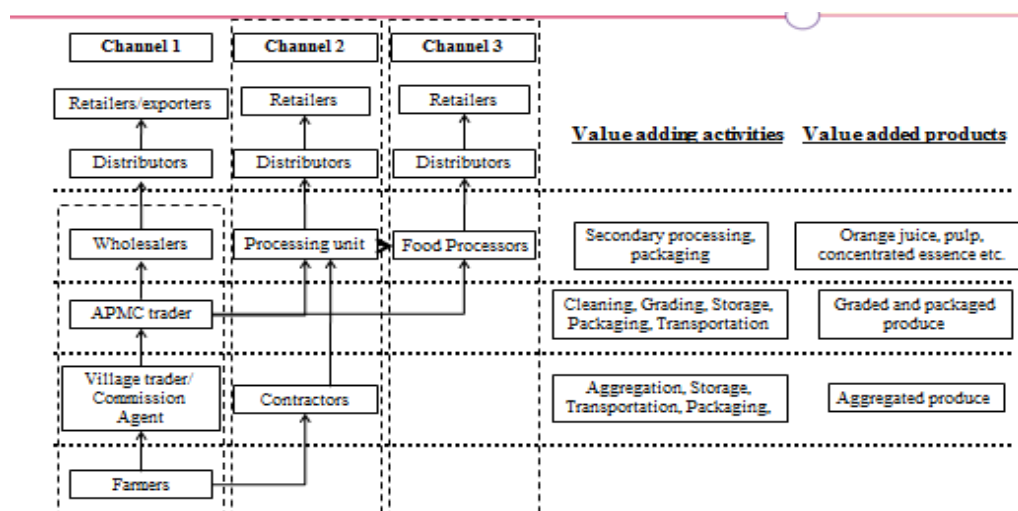 Channel 1
Channel 2
Channel 3
Retailers/exporters
Retailers
Retailers
Value adding activities
Value added products
Distributors
Distributors
Distributors
Wholesalers
Processing unit
Food Processors
Secondary processing,
packaging
Orange juice, pulp,
concentrated essence etc.
APMC trader
Cleaning, Grading, Storage,
Packaging, Transportation
Graded and packaged
produce
Village trader/
Commission
Agent
Contractors
Aggregation, Storage,
Transportation, Packaging,
Aggregated produce
Farmers